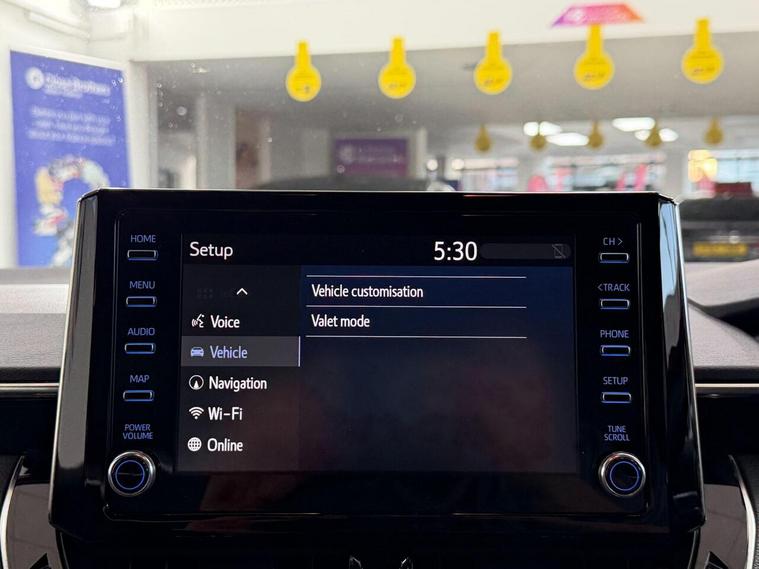 HOME
MENU
AUDIO
MAP
POWER
VOLUME
Setup
5:30
Voice
Vehicle
Navigation
Wi-Fi
Online
Vehicle customisation
Valet mode
CH >
<TRACK
PHONE
SETUP
TUNE
SCROLL